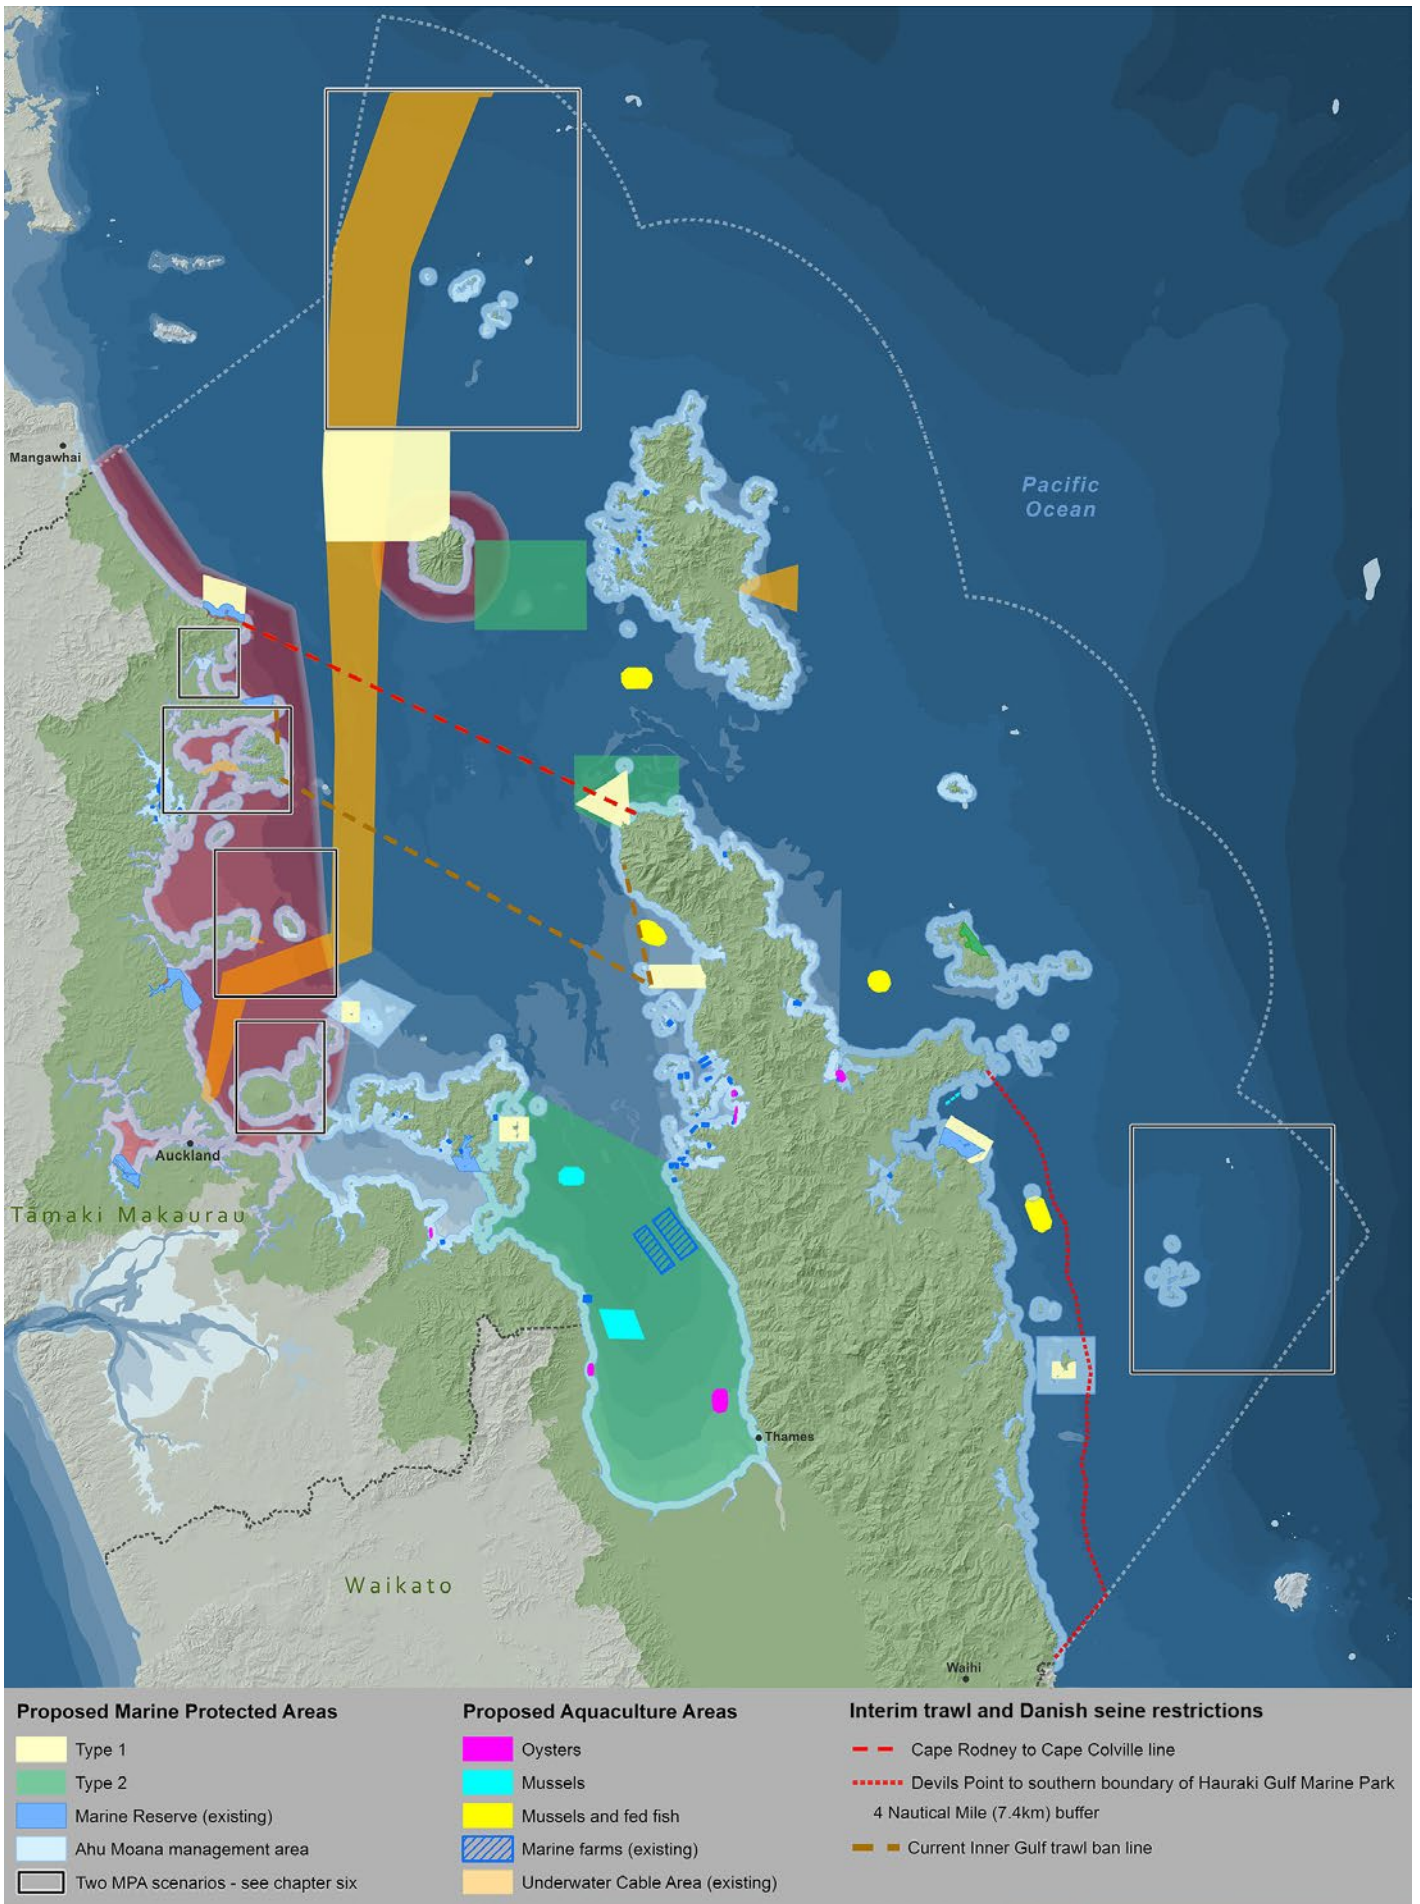 Mangawhai
Pacific
Ocean
Auckland
Tāmaki Makaurau
Thames
Waikato
Waihi
Proposed Marine Protected Areas
Type 1
Type 2
Marine Reserve (existing)
Ahu Moana management area
Two MPA scenarios - see chapter six
Proposed Aquaculture Areas
Oysters
Mussels
Mussels and fed fish
Marine farms (existing)
Underwater Cable Area (existing)
Interim trawl and Danish seine restrictions
Cape Rodney to Cape Colville line
Devils Point to southern boundary of Hauraki Gulf Marine Park
4 Nautical Mile (7.4km) buffer
Current Inner Gulf trawl ban line